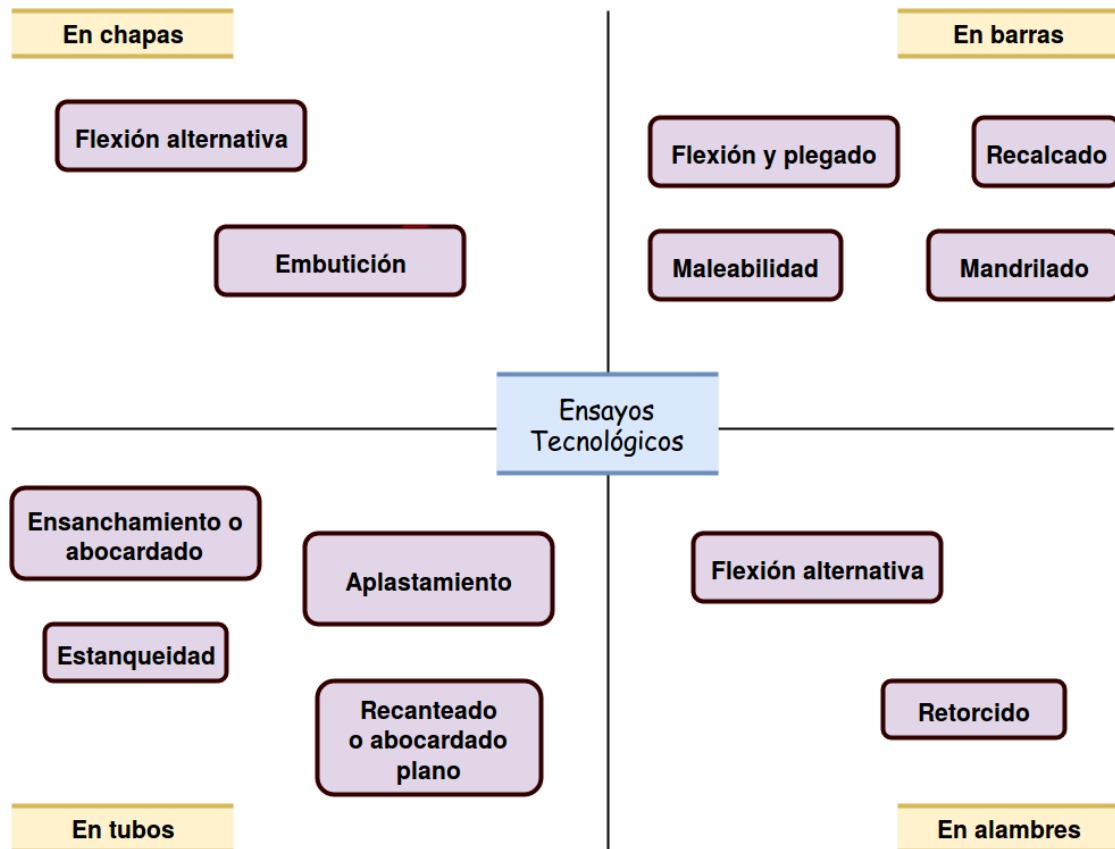 En chapas
En barras
Flexión alternativa
Embutición
Flexión y plegado
Recalcado
Maleabilidad
Mandrilado
Ensayos
Tecnológicos
Ensanchamiento o
abocardado
Aplastamiento
Estanqueidad
Recanteado
o abocardado
plano
Flexión alternativa
Retorcido
En tubos
En alambres